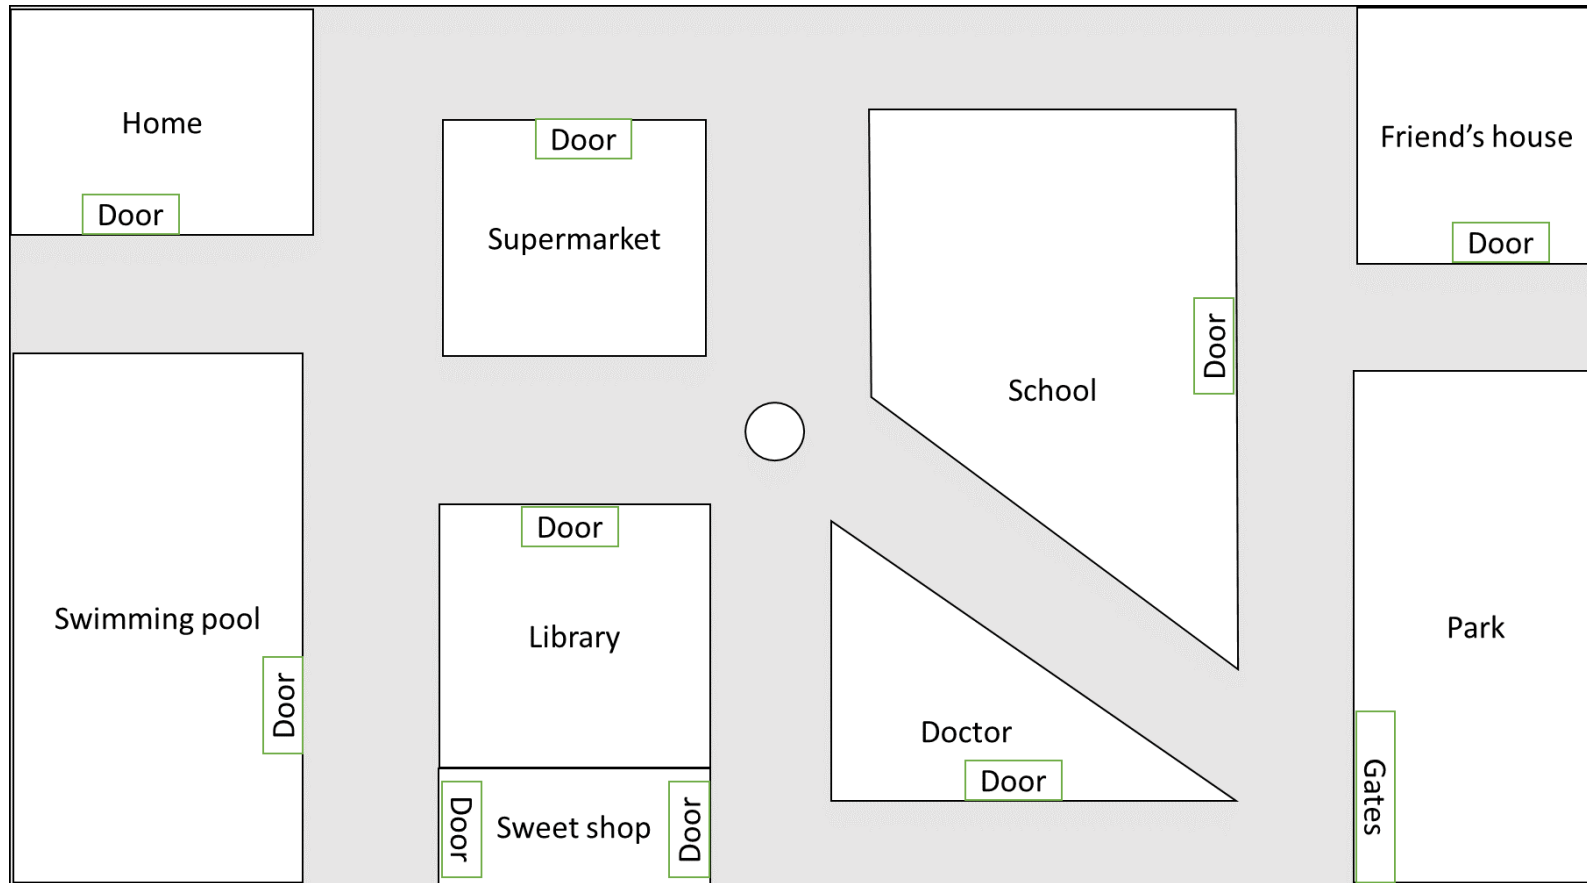 Home
Door
Supermarket
Door
School
Door
Friend's house
Door
Swimming pool
Door
Library
Door
Sweet shop
Door
Door
Doctor
Door
Park
Gates